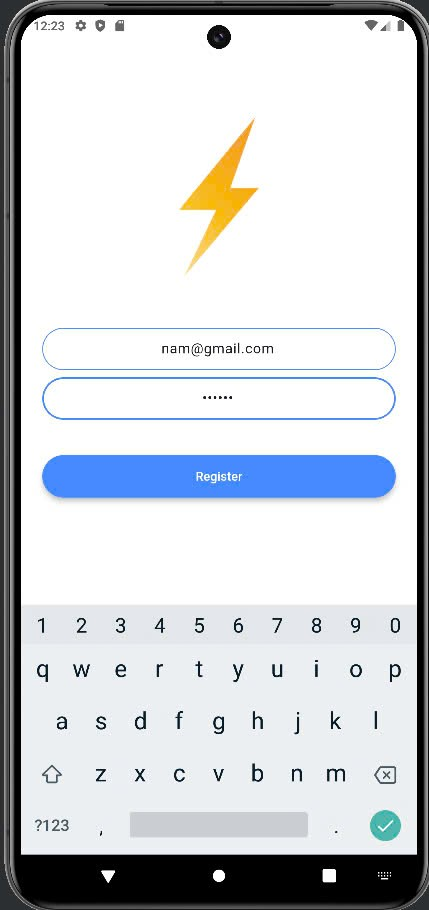 12:23
nam@gmail.com
••••••
Register
1 2 3 4 5 6 7 8 9 0
q w e r t y u i o p
a s d f g h j k l
z x c v b n m
?123 , .